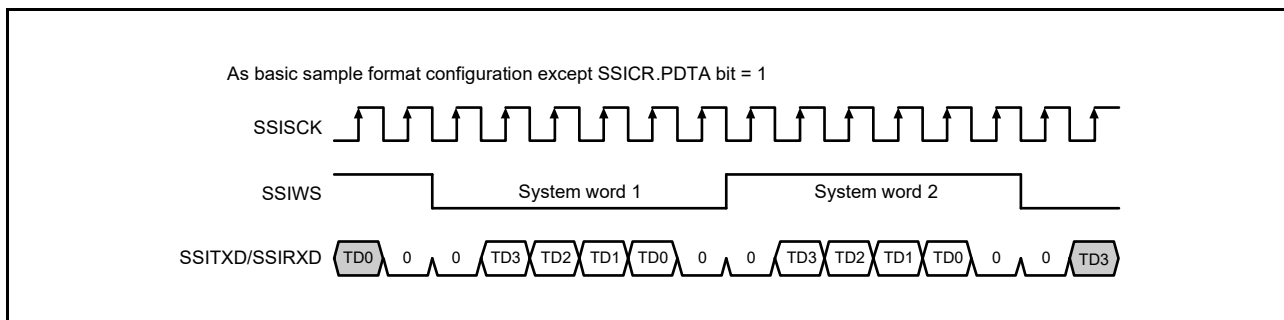 As basic sample format configuration except SSICR.PDTA bit = 1
SSISCK
SSIWS System word 1 System word 2
SSITXD/SSIRXD TD0 0 0 TD3 TD2 TD1 TD0 0 0 TD3 TD2 TD1 TD0 0 0 TD3